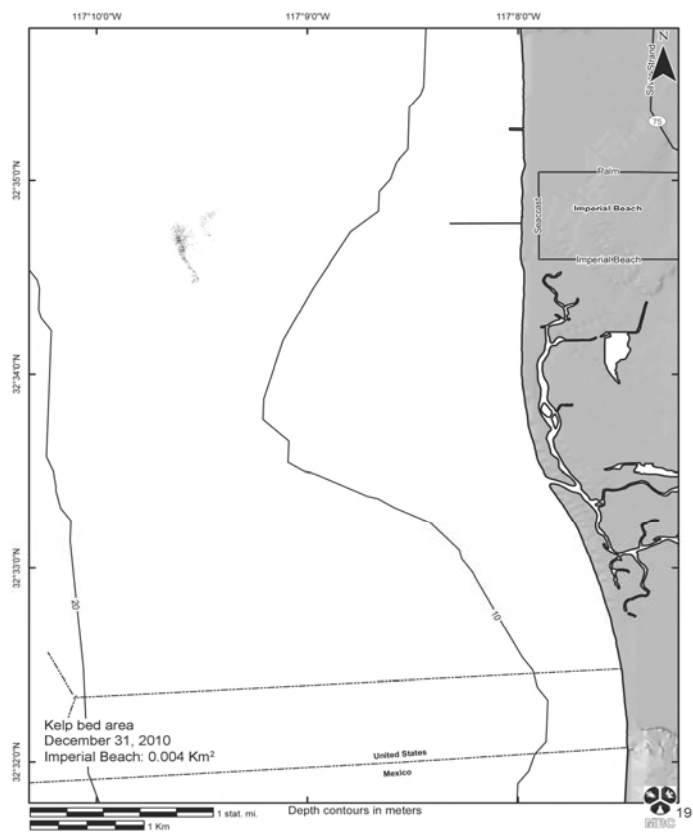 117°10'0"W
117°9'0"W
117°8'0"W
N
Silver Strand
75
32°35'0"N
Palm
Imperial Beach
Seacoast
Imperial Beach
32°34'0"N
32°33'0"N
20
10
Kelp bed area
December 31, 2010
Imperial Beach: 0.004 Km²
United States
Mexico
32°32'0"N
1 stat. mi.
1 Km
Depth contours in meters
MBC
19